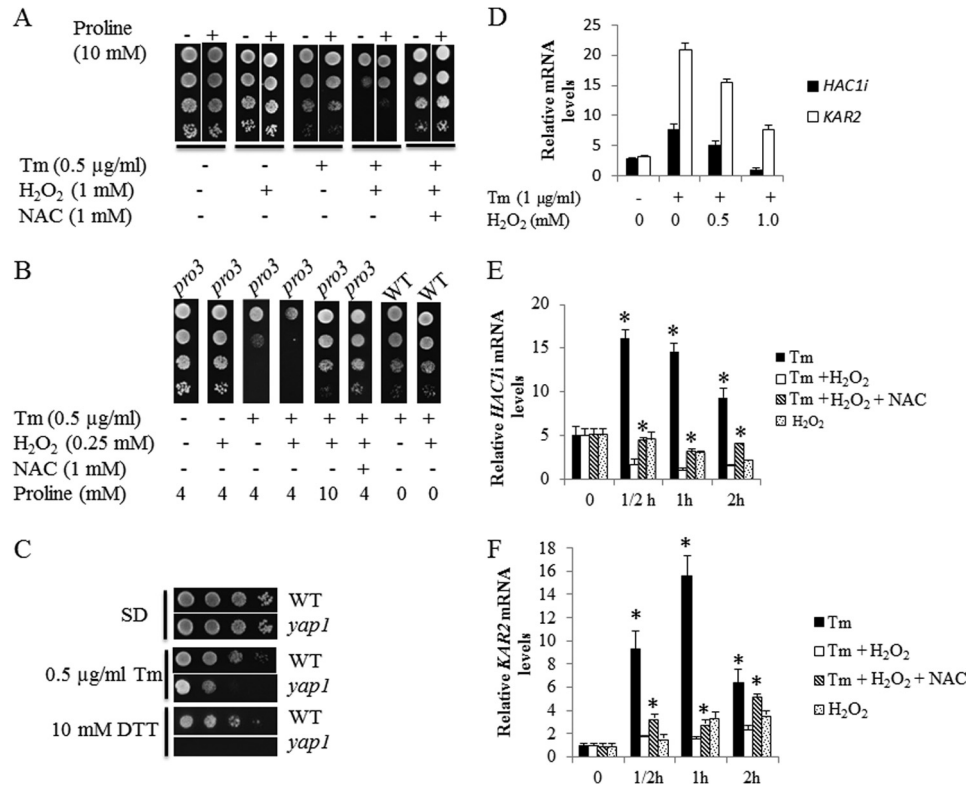 A
Proline
(10 mM)
- + - + - + - + - +
Tm (0.5 µg/ml) - - + + +
H2O2 (1 mM) - + - + +
NAC (1 mM) - - - - +
B
pro3 pro3 pro3 pro3 pro3 pro3 WT WT
Tm (0.5 µg/ml) - - + + + + + +
H2O2 (0.25 mM) - + - + + + - +
NAC (1 mM) - - - - - + - -
Proline (mM) 4 4 4 4 10 4 0 0
C
SD
WT
yap1
0.5 µg/ml Tm
WT
yap1
10 mM DTT
WT
yap1
D
Relative mRNA
levels
25
20
15
10
5
0
HAC1i
KAR2
Tm (1 µg/ml) - + + +
H2O2 (mM) 0 0 0.5 1.0
E
Relative HAC1i mRNA
levels
20
15
10
5
0
* * * * * *
0 1/2 h 1h 2h
Tm
Tm +H2O2
Tm +H2O2 + NAC
H2O2
F
Relative KAR2 mRNA
levels
18
16
14
12
10
8
6
4
2
0
* * * * * *
0 1/2h 1h 2h
Tm
Tm + H2O2
Tm + H2O2 + NAC
H2O2